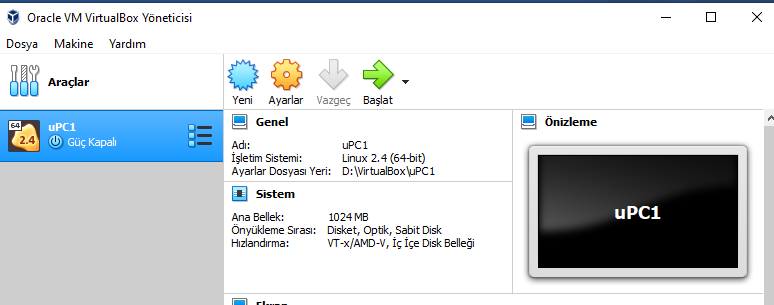 Oracle VM VirtualBox Yöneticisi
Dosya Makine Yardım
Araçlar
Yeni Ayarlar Vazgeç Başlat
64
2.4
uPC1
Güç Kapalı
Genel
Adı: uPC1
İşletim Sistemi: Linux 2.4 (64-bit)
Ayarlar Dosyası Yeri: D:\VirtualBox\uPC1
Sistem
Ana Bellek: 1024 MB
Önyükleme Sırası: Disket, Optik, Sabit Disk
Hızlandırma: VT-x/AMD-V, İç İçe Disk Belleği
Önizleme
uPC1